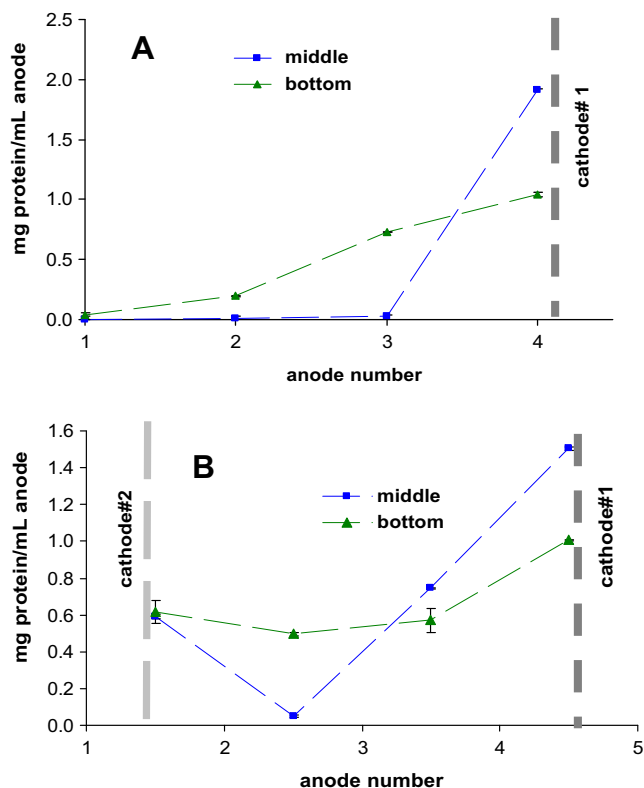 A
middle
bottom
2.5
2.0
1.5
1.0
0.5
0.0
mg protein/mL anode
cathode# 1
1 2 3 4
anode number
B
middle
bottom
1.6
1.4
1.2
1.0
0.8
0.6
0.4
0.2
0.0
mg protein/mL anode
cathode#2
cathode#1
1 2 3 4 5
anode number